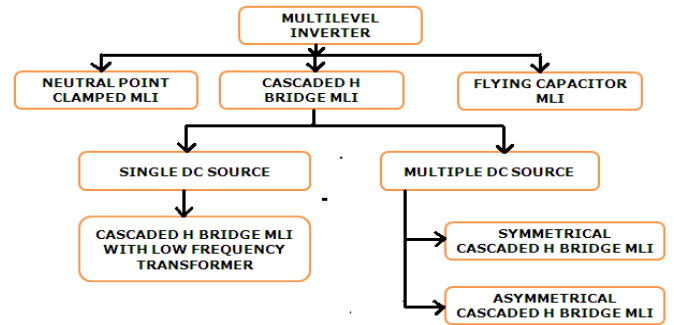 MULTILEVEL
INVERTER
NEUTRAL POINT
CLAMPED MLI
CASCADED H
BRIDGE MLI
FLYING CAPACITOR
MLI
SINGLE DC SOURCE
MULTIPLE DC SOURCE
CASCADED H BRIDGE MLI
WITH LOW FREQUENCY
TRANSFORMER
SYMMETRICAL
CASCADED H BRIDGE MLI
ASYMMETRICAL
CASCADED H BRIDGE MLI